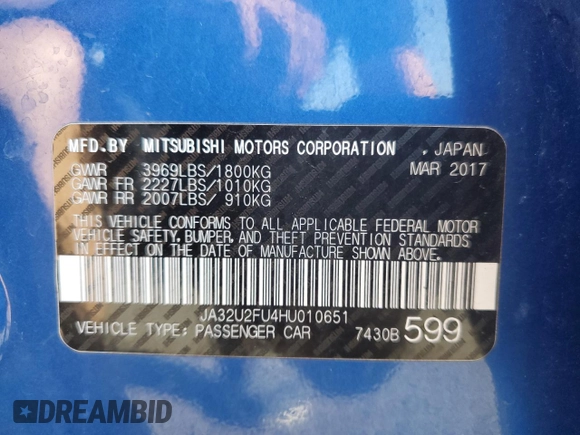 MFD.BY MITSUBISHI MOTORS CORPORATION , JAPAN
GVWR 3969LBS/1800KG MAR 2017
GAWR FR 2227LBS/1010KG
GAWR RR 2007LBS/ 910KG
THIS VEHICLE CONFORMS TO ALL APPLICABLE FEDERAL MOTOR
VEHICLE SAFETY, BUMPER, AND THEFT PREVENTION STANDARDS
IN EFFECT ON THE DATE OF MANUFACTURE SHOWN ABOVE.
JA32U2FU4HU010651
VEHICLE TYPE: PASSENGER CAR 7430B 599
DREAMBID